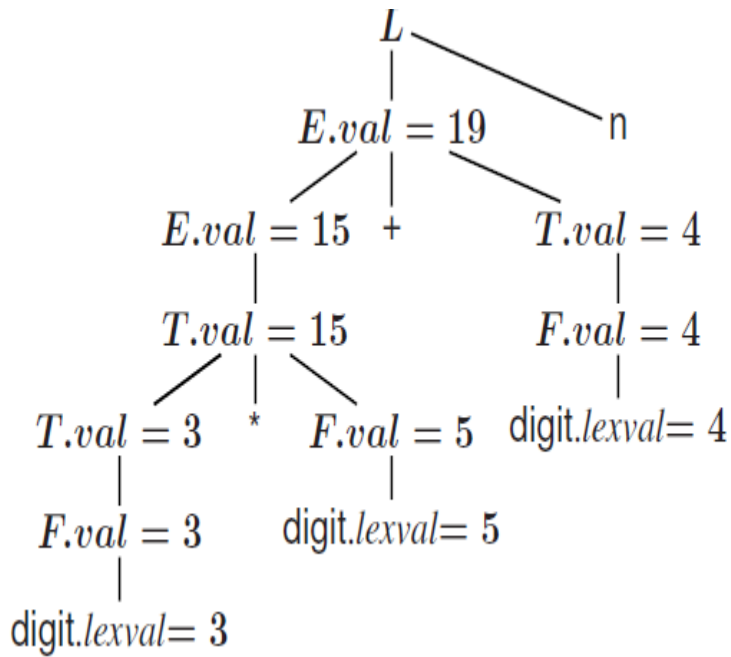 L
E.val = 19 n
E.val = 15 + T.val = 4
T.val = 15 F.val = 4
T.val = 3 * F.val = 5 digit.lexval= 4
F.val = 3 digit.lexval= 5
digit.lexval= 3